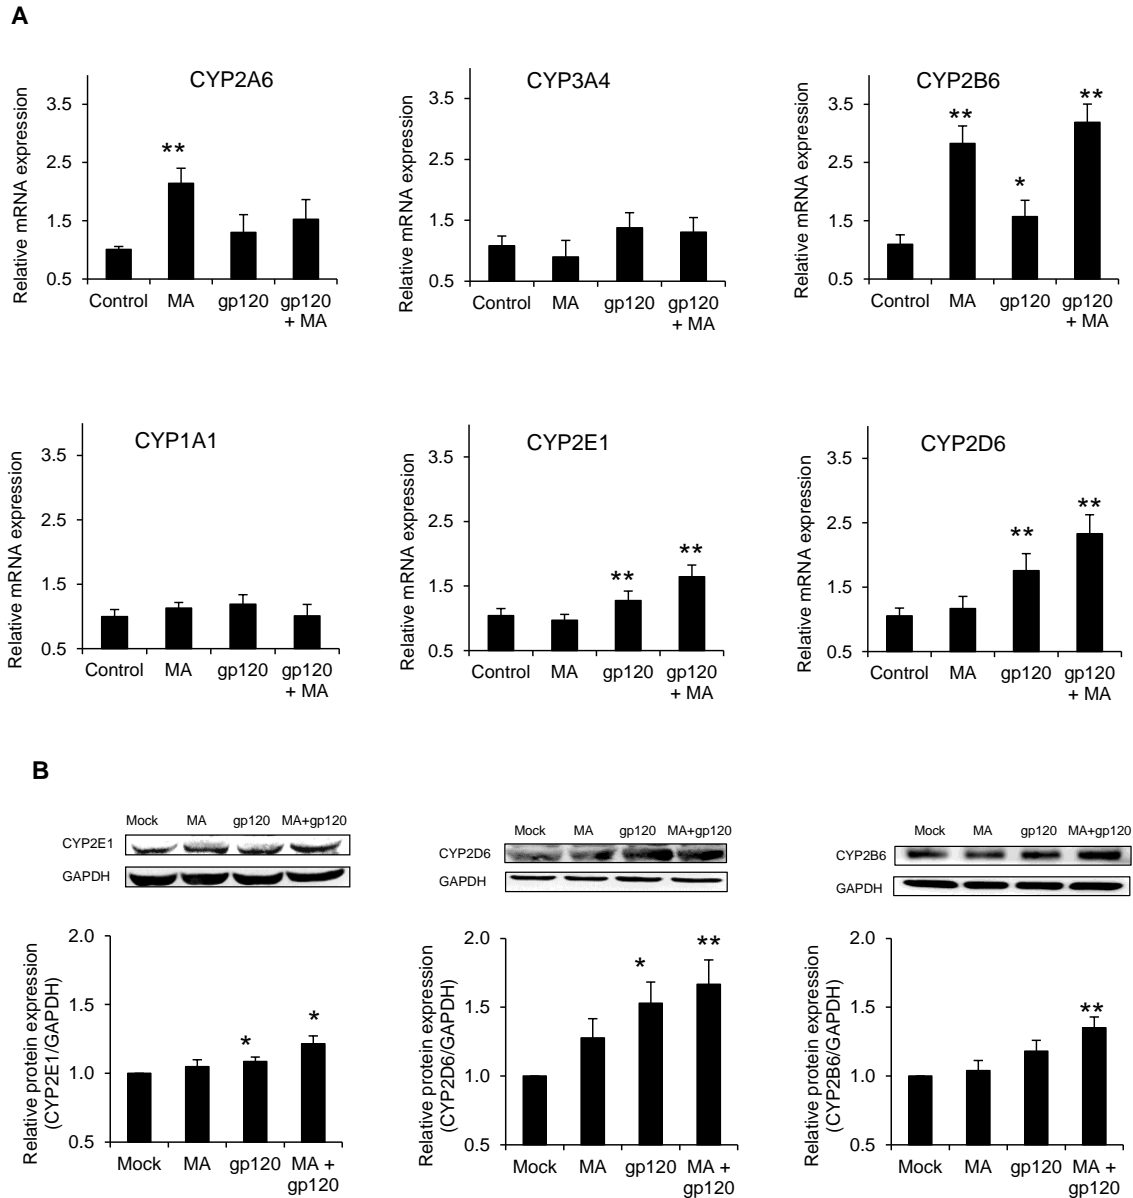 A
CYP2A6
Relative mRNA expression
3.5
2.5
1.5
0.5
**
Control MA gp120 gp120
+ MA
CYP3A4
Relative mRNA expression
3.5
2.5
1.5
0.5
Control MA gp120 gp120
+ MA
CYP2B6
Relative mRNA expression
3.5
2.5
1.5
0.5
** * **
Control MA gp120 gp120
+ MA
CYP1A1
Relative mRNA expression
3.5
2.5
1.5
0.5
Control MA gp120 gp120
+ MA
CYP2E1
Relative mRNA expression
3.5
2.5
1.5
0.5
** **
Control MA gp120 gp120
+ MA
CYP2D6
Relative mRNA expression
3.5
2.5
1.5
0.5
** **
Control MA gp120 gp120
+ MA
B
Mock MA gp120 MA+gp120
CYP2E1
GAPDH
Relative protein expression
(CYP2E1/GAPDH)
2.0
1.5
1.0
0.5
* *
Mock MA gp120 MA +
gp120
Mock MA gp120 MA+gp120
CYP2D6
GAPDH
Relative protein expression
(CYP2D6/GAPDH)
2.0
1.5
1.0
0.5
* **
Mock MA gp120 MA +
gp120
Mock MA gp120 MA+gp120
CYP2B6
GAPDH
Relative protein expression
(CYP2B6/GAPDH)
2.0
1.5
1.0
0.5
**
Mock MA gp120 MA +
gp120